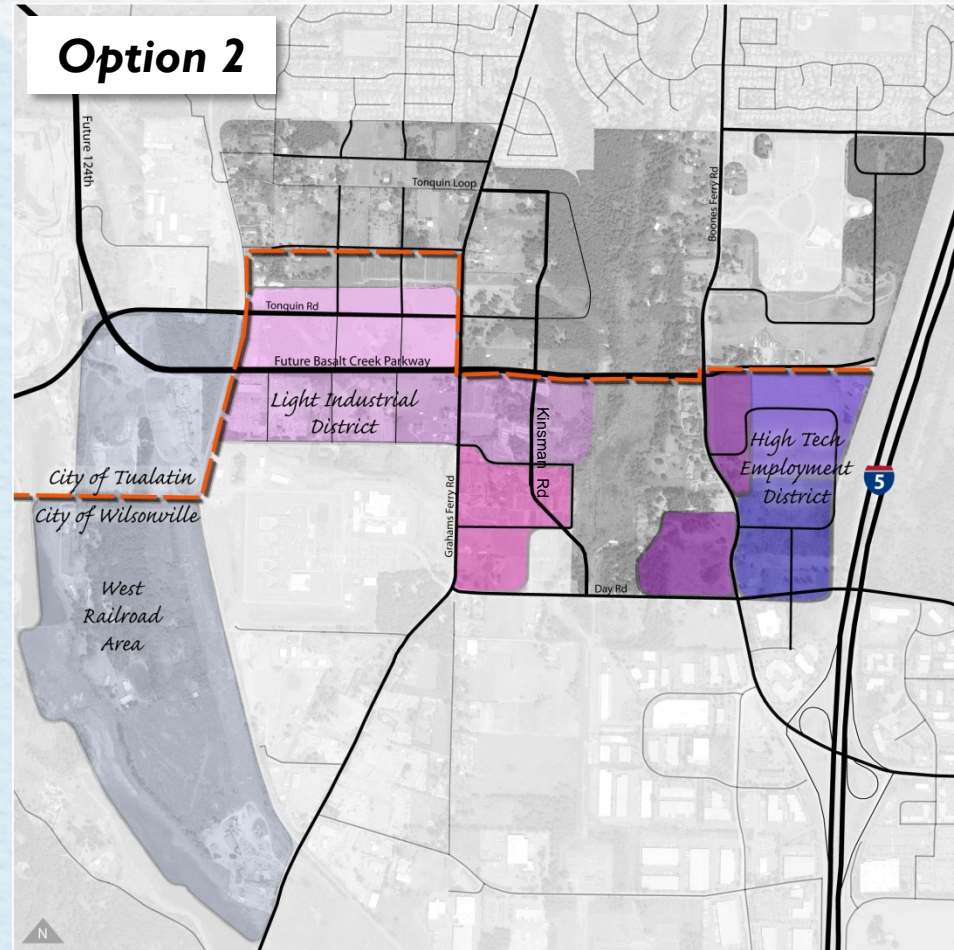 Option 2
Future 124th
Tonquin Loop
Boones Ferry Rd
Tonquin Rd
Future Basalt Creek Parkway
Light Industrial
District
Kinsman Rd
High Tech
Employment
District
5
City of Tualatin
City of Wilsonville
Grahams Ferry Rd
West
Railroad
Area
Day Rd
N